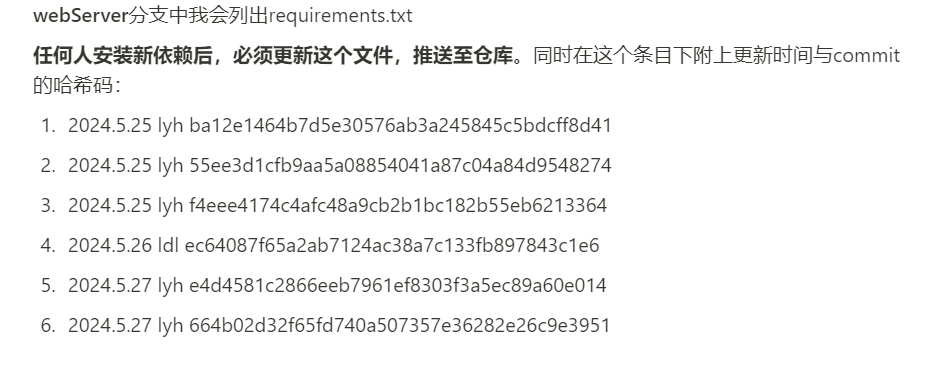 webServer分支中我会列出requirements.txt
任何人安装新依赖后，必须更新这个文件，推送至仓库。同时在这个条目下附上更新时间与commit
的哈希码：
1. 2024.5.25 lyh ba12e1464b7d5e30576ab3a245845c5bdcff8d41
2. 2024.5.25 lyh 55ee3d1cfb9aa5a08854041a87c04a84d9548274
3. 2024.5.25 lyh f4eee4174c4afc48a9cb2b1bc182b55eb6213364
4. 2024.5.26 ldl ec64087f65a2ab7124ac38a7c133fb897843c1e6
5. 2024.5.27 lyh e4d4581c2866eeb7961ef8303f3a5ec89a60e014
6. 2024.5.27 lyh 664b02d32f65fd740a507357e36282e26c9e3951